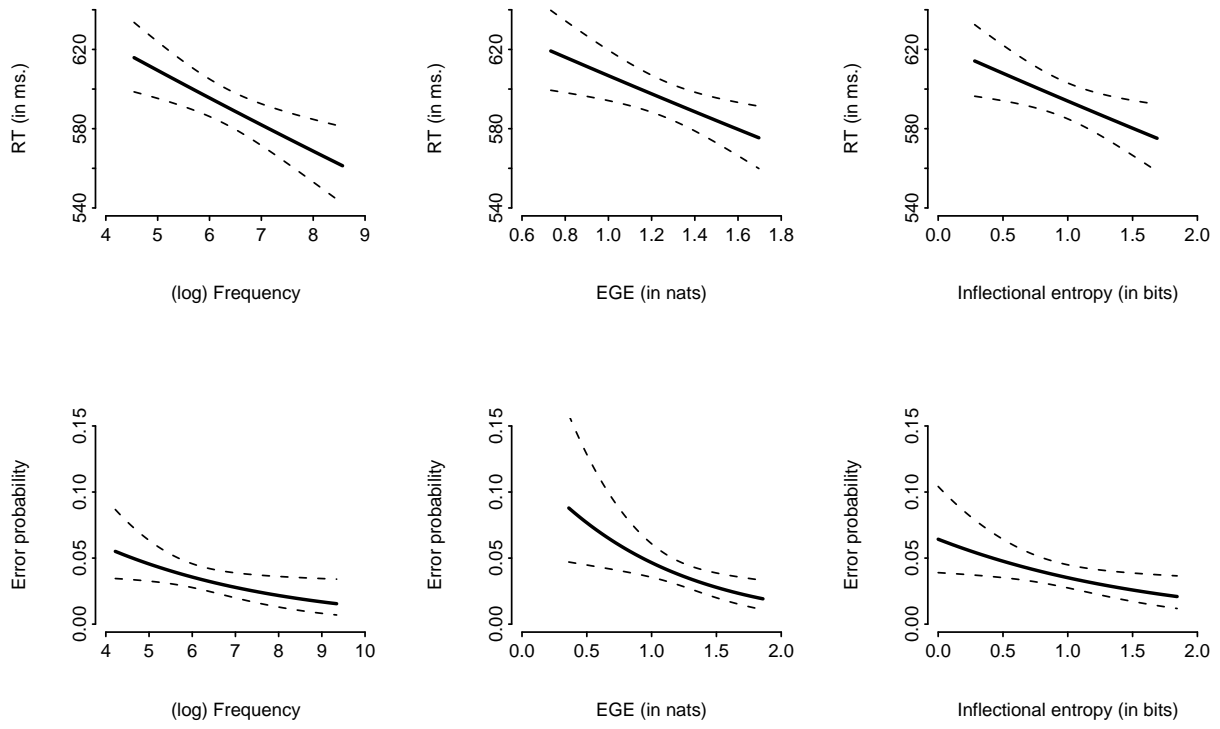 RT (in ms.)
540 580 620
4 5 6 7 8 9
(log) Frequency
RT (in ms.)
540 580 620
0.6 0.8 1.0 1.2 1.4 1.6 1.8
EGE (in nats)
RT (in ms.)
540 580 620
0.0 0.5 1.0 1.5 2.0
Inflectional entropy (in bits)
Error probability
0.00 0.05 0.10 0.15
4 5 6 7 8 9 10
(log) Frequency
Error probability
0.00 0.05 0.10 0.15
0.0 0.5 1.0 1.5 2.0
EGE (in nats)
Error probability
0.00 0.05 0.10 0.15
0.0 0.5 1.0 1.5 2.0
Inflectional entropy (in bits)